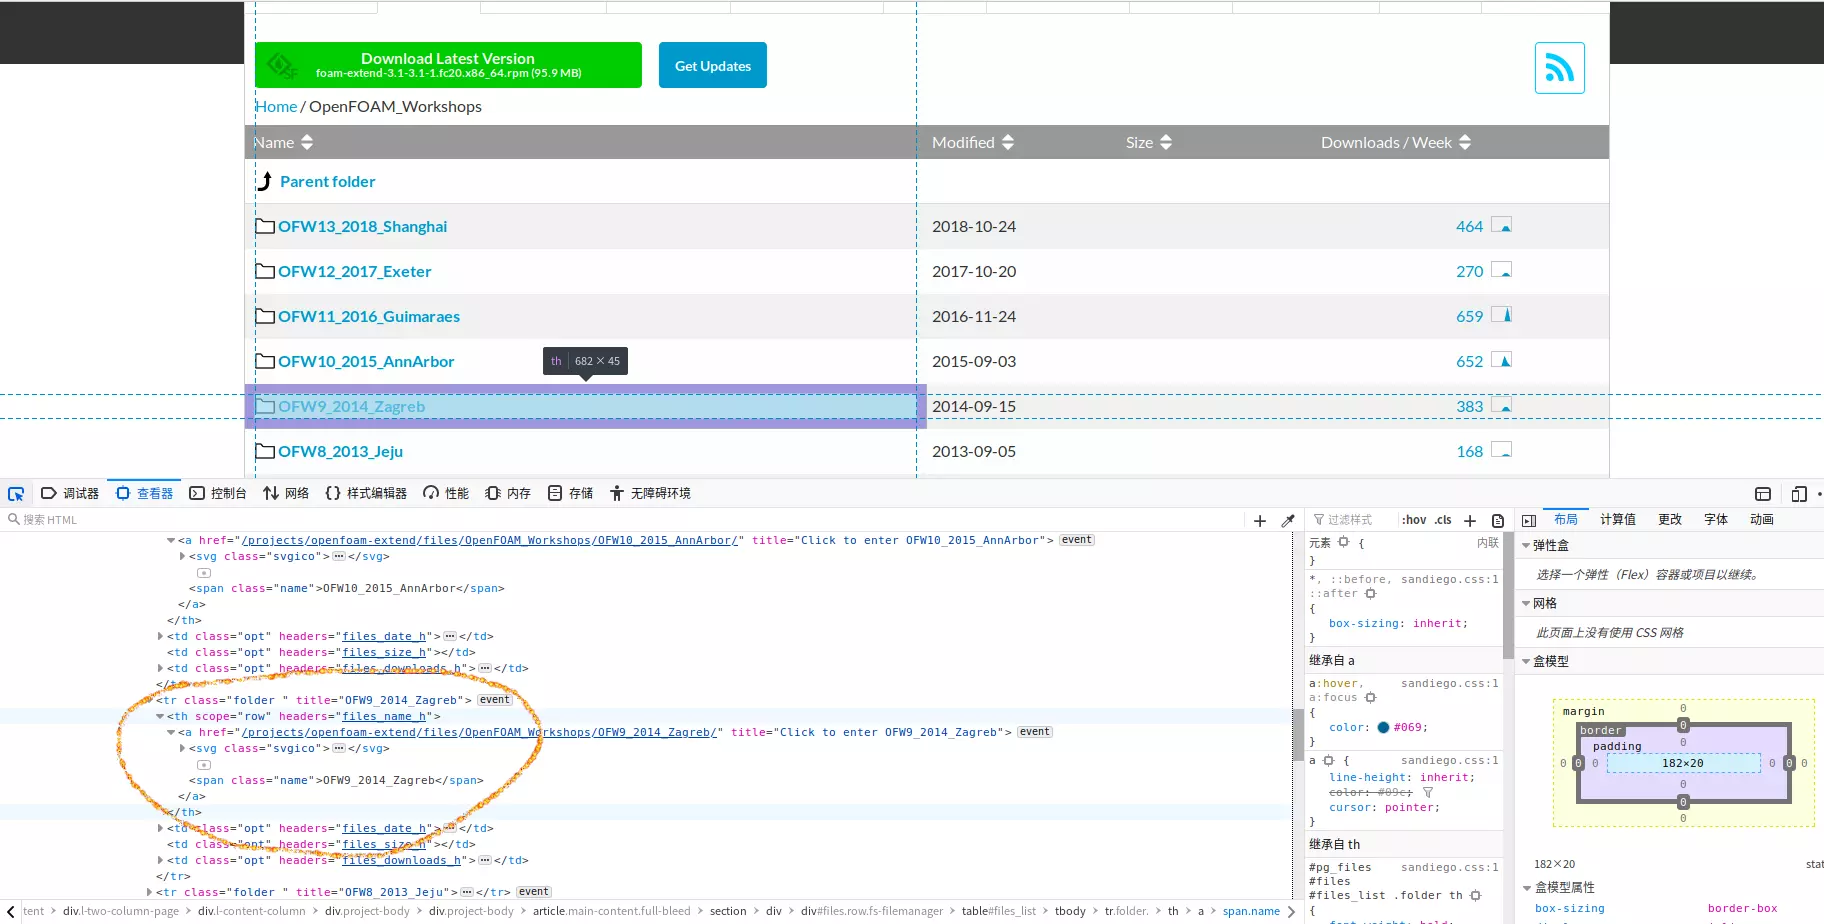 Download Latest Version
foam-extend-3.1-3.1-1.fc20.x86_64.rpm (95.9 MB)
Get Updates
Home / OpenFOAM_Workshops
Name Modified Size Downloads / Week
Parent folder
OFW13_2018_Shanghai 2018-10-24 464
OFW12_2017_Exeter 2017-10-20 270
OFW11_2016_Guimaraes 2016-11-24 659
OFW10_2015_AnnArbor 2015-09-03 652
th 682 × 45
OFW9_2014_Zagreb 2014-09-15 383
OFW8_2013_Jeju 2013-09-05 168
调试器 查看器 控制台 网络 {} 样式编辑器 性能 内存 存储 无障碍环境
搜索 HTML
<a href="/projects/openfoam-extend/files/OpenFOAM_Workshops/OFW10_2015_AnnArbor/" title="Click to enter OFW10_2015_AnnArbor"> event
<svg class="svgico">⋯</svg>
<span class="name">OFW10_2015_AnnArbor</span>
</a>
</th>
<td class="opt" headers="files_date_h">⋯</td>
<td class="opt" headers="files_size_h"></td>
<td class="opt" headers="files_downloads_h">⋯</td>
</tr>
<tr class="folder " title="OFW9_2014_Zagreb"> event
<th scope="row" headers="files_name_h">
<a href="/projects/openfoam-extend/files/OpenFOAM_Workshops/OFW9_2014_Zagreb/" title="Click to enter OFW9_2014_Zagreb"> event
<svg class="svgico">⋯</svg>
<span class="name">OFW9_2014_Zagreb</span>
</a>
</th>
<td class="opt" headers="files_date_h">⋯</td>
<td class="opt" headers="files_size_h"></td>
<td class="opt" headers="files_downloads_h">⋯</td>
</tr>
<tr class="folder " title="OFW8_2013_Jeju">⋯</tr> event
tent > div.l-two-column-page > div.l-content-column > div.project-body > div.project-body > article.main-content.full-bleed > section > div > div#files.row.fs-filemanager > table#files_list > tbody > tr.folder. > th > a > span.name
过滤样式 :hov .cls +
元素 { 内联
}
*, ::before, sandiego.css:1
::after
{
box-sizing: inherit;
}
继承自 a
a:hover, sandiego.css:1
a:focus
{
color: #069;
}
a { sandiego.css:1
line-height: inherit;
color: #09c;
cursor: pointer;
}
继承自 th
#pg_files sandiego.css:1
#files
#files_list .folder th
{
布局 计算值 更改 字体 动画
弹性盒
选择一个弹性（Flex）容器或项目以继续。
网格
此页面上没有使用 CSS 网格
盒模型
margin 0
border 0
padding 0
0 0 0 182×20 0 0 0
0
0
0
182×20 stat
盒模型属性
box-sizing border-box